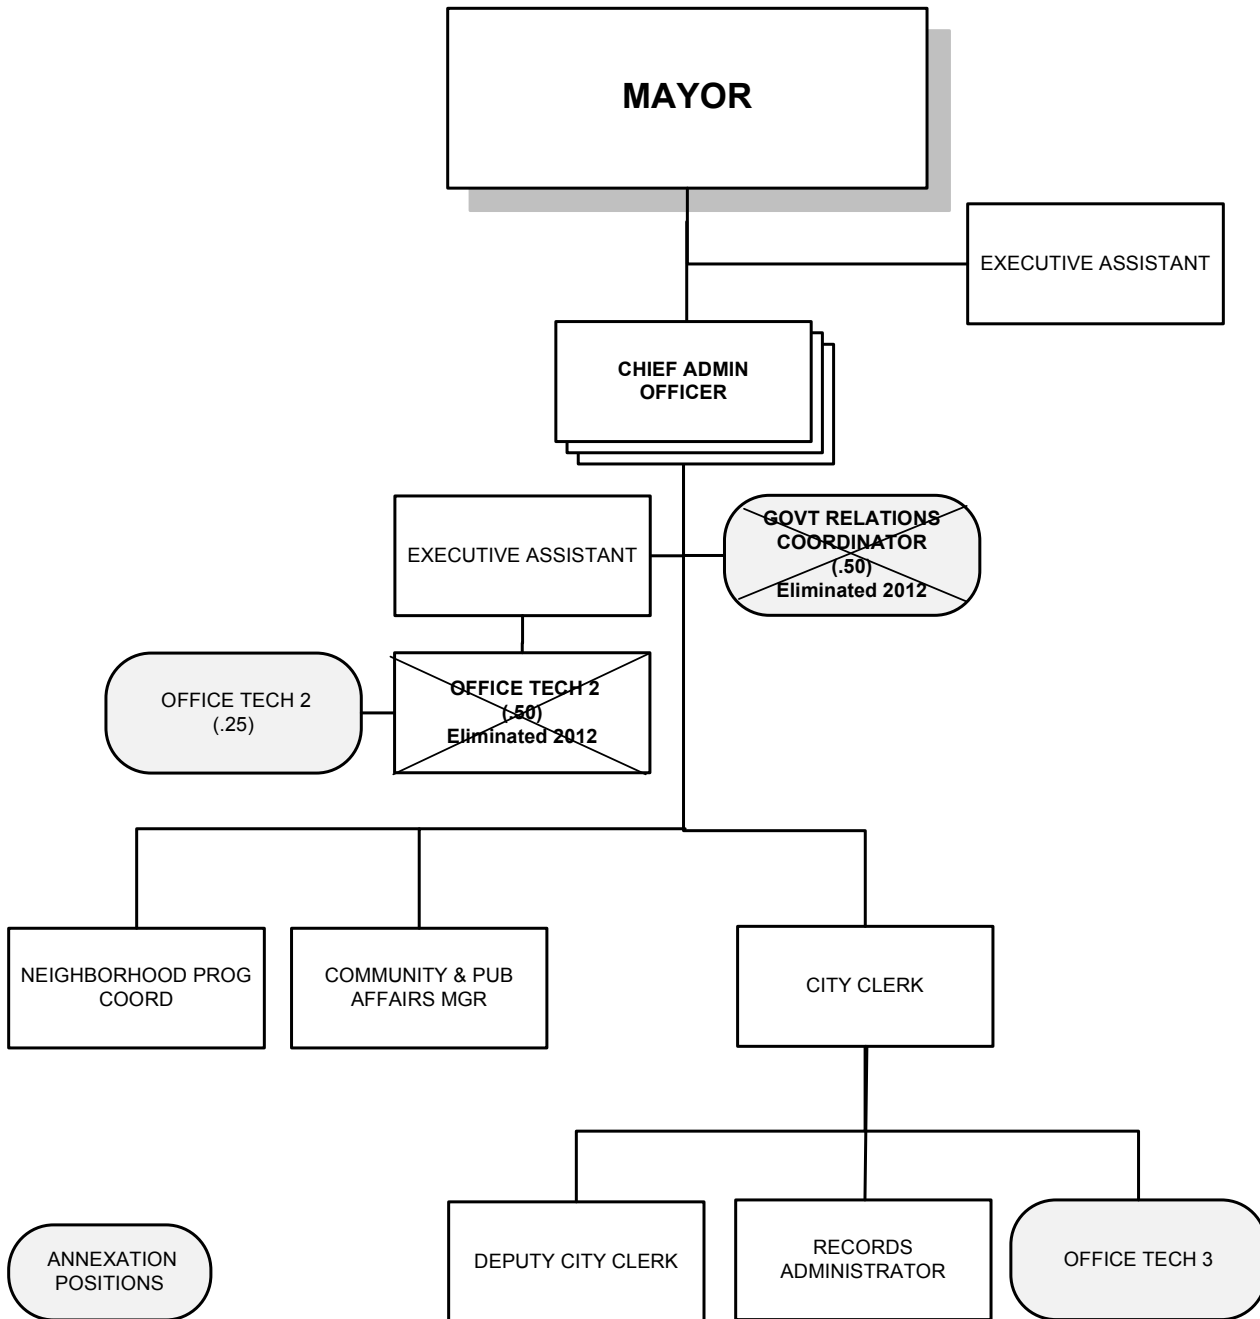 MAYOR
EXECUTIVE ASSISTANT
CHIEF ADMIN
OFFICER
EXECUTIVE ASSISTANT
GOVT RELATIONS
COORDINATOR
(.50)
Eliminated 2012
OFFICE TECH 2
(.25)
OFFICE TECH 2
(.50)
Eliminated 2012
NEIGHBORHOOD PROG
COORD
COMMUNITY & PUB
AFFAIRS MGR
CITY CLERK
ANNEXATION
POSITIONS
DEPUTY CITY CLERK
RECORDS
ADMINISTRATOR
OFFICE TECH 3